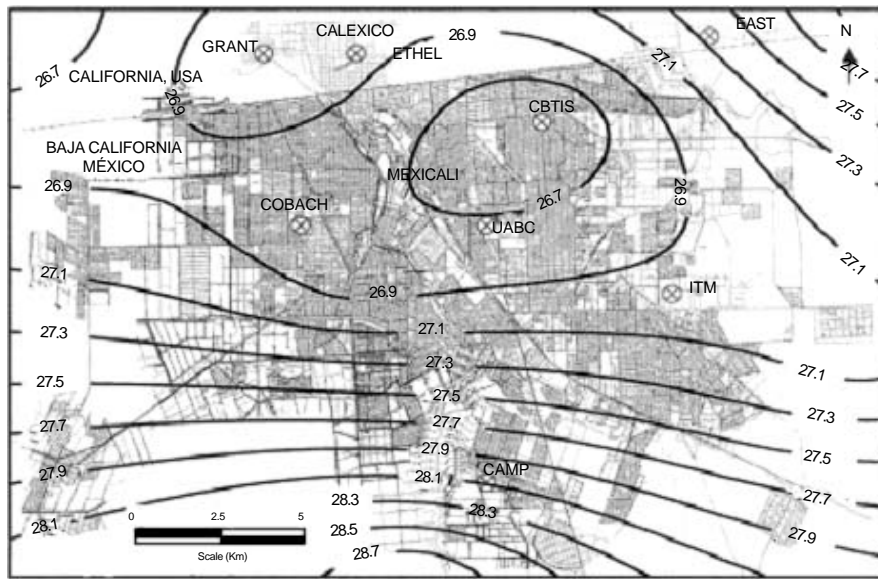 EAST
N
CALEXICO
GRANT
ETHEL
26.9
26.7
27.1
27.7
CALIFORNIA, USA
26.9
27.5
CBTIS
BAJA CALIFORNIA
MÉXICO
27.3
MEXICALI
26.9
26.7
26.9
COBACH
UABC
27.1
27.1
ITM
26.9
27.3
27.1
27.3
27.1
27.5
27.5
27.3
27.7
27.7
27.5
27.9
27.9
CAMP
28.1
27.7
28.3
28.3
28.1
0 2.5 5
28.5
27.9
Scale (Km)
28.7